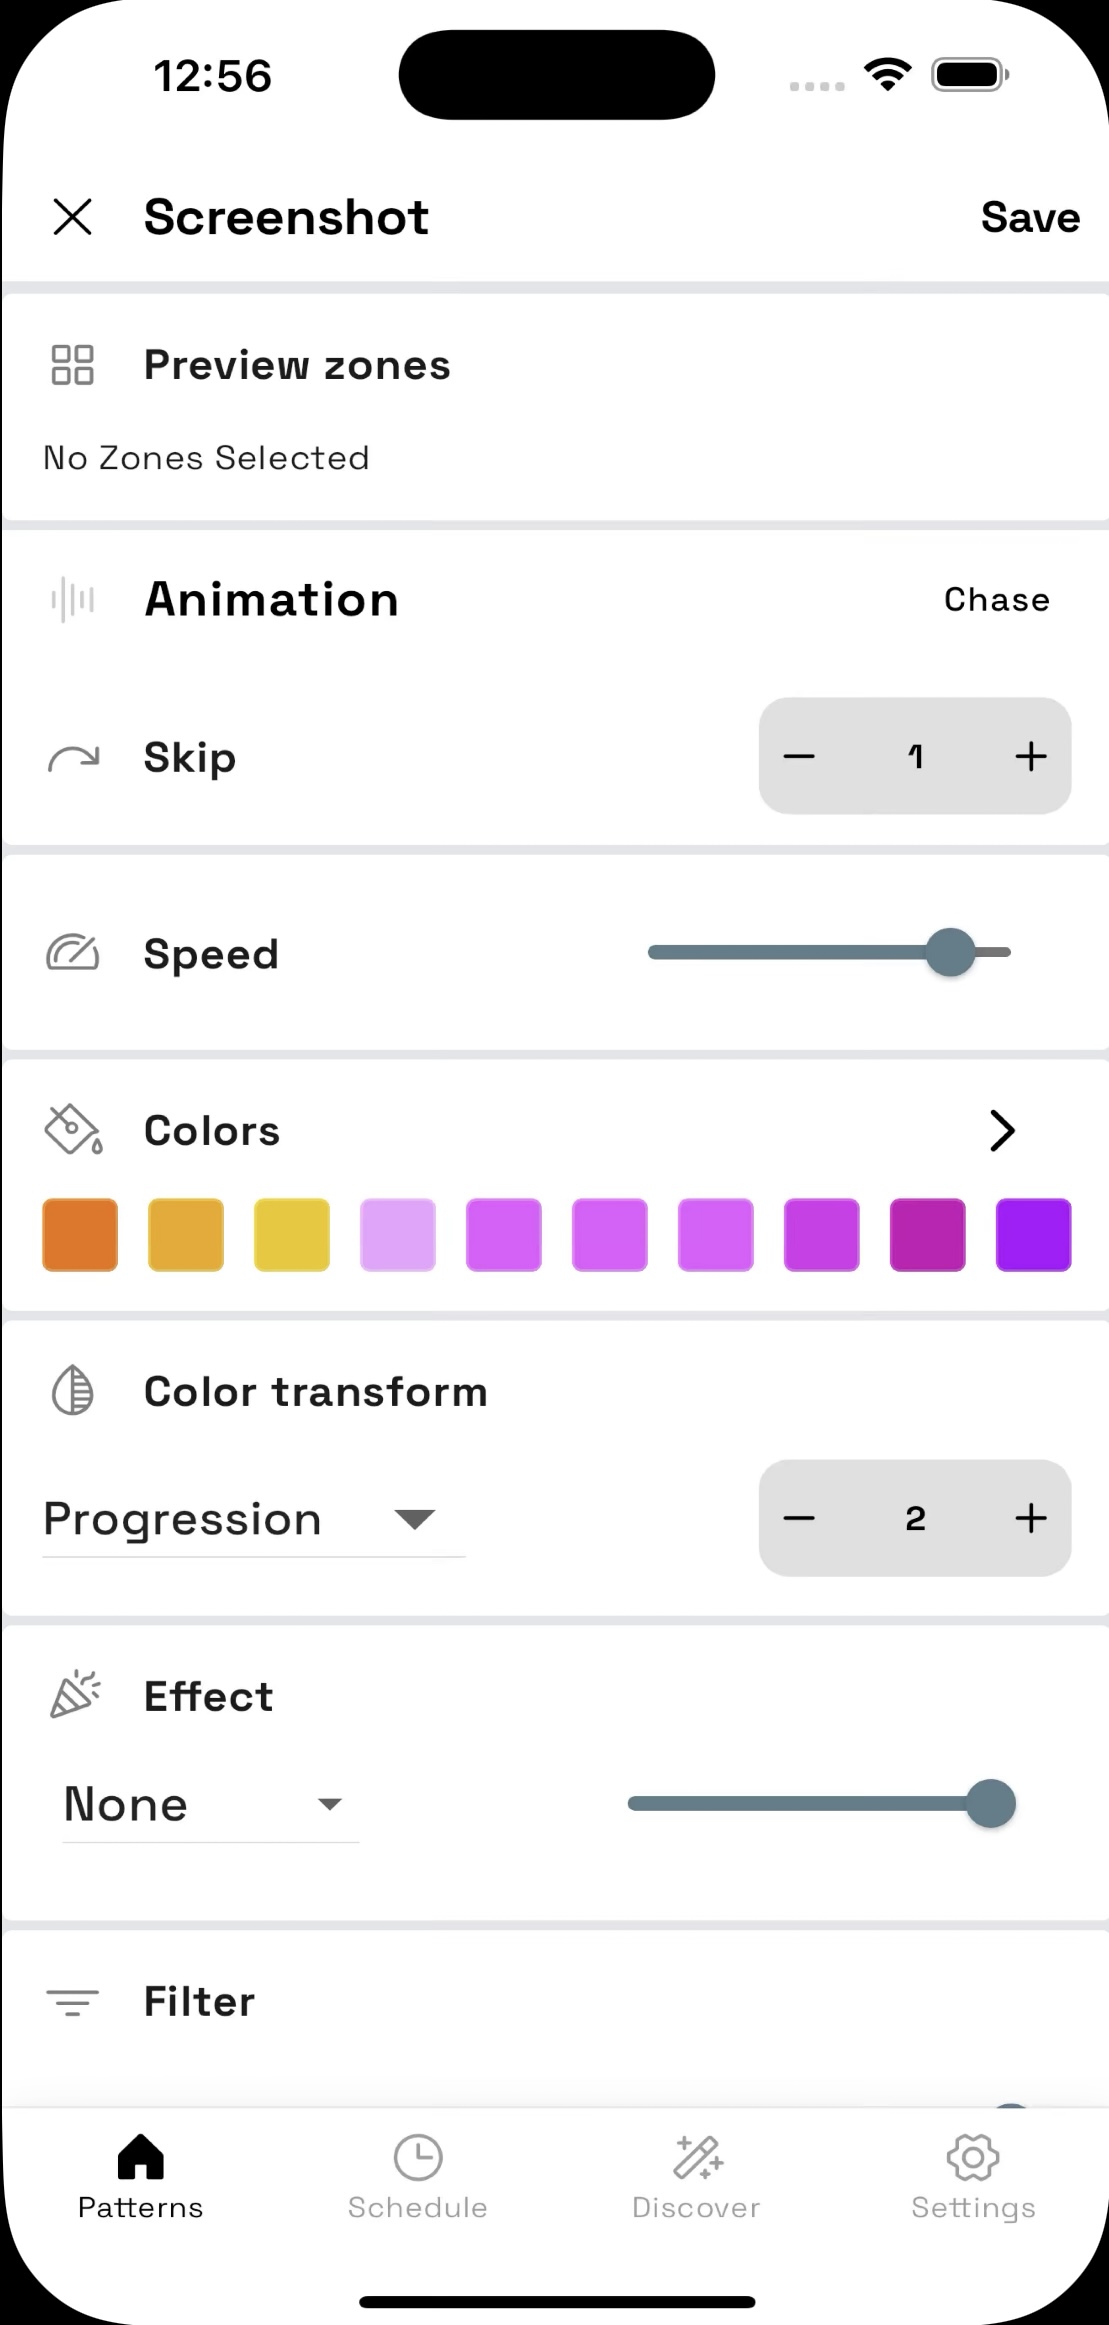 12:56
Screenshot
Save
Preview zones
No Zones Selected
Animation
Chase
Skip
1
Speed
Colors
Color transform
Progression
2
Effect
None
Filter
Patterns
Schedule
Discover
Settings